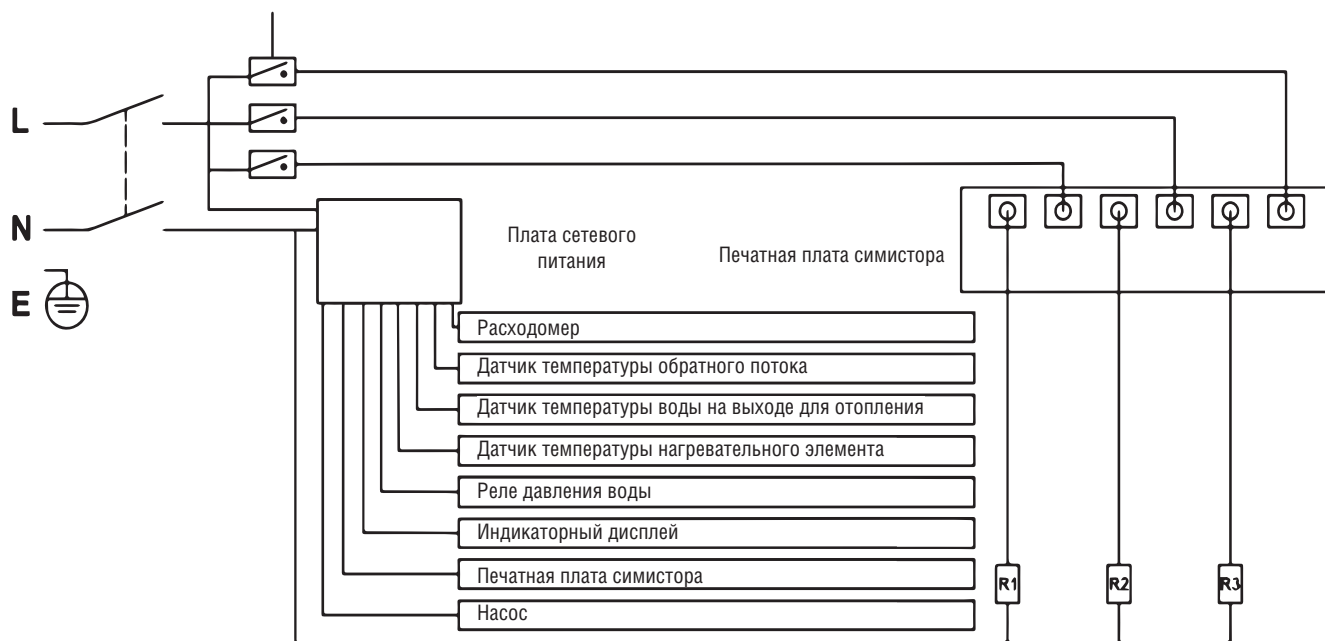 L
N
E
Плата сетевого
питания
Печатная плата симистора
Расходомер
Датчик температуры обратного потока
Датчик температуры воды на выходе для отопления
Датчик температуры нагревательного элемента
Реле давления воды
Индикаторный дисплей
Печатная плата симистора
Насос
R1
R2
R3